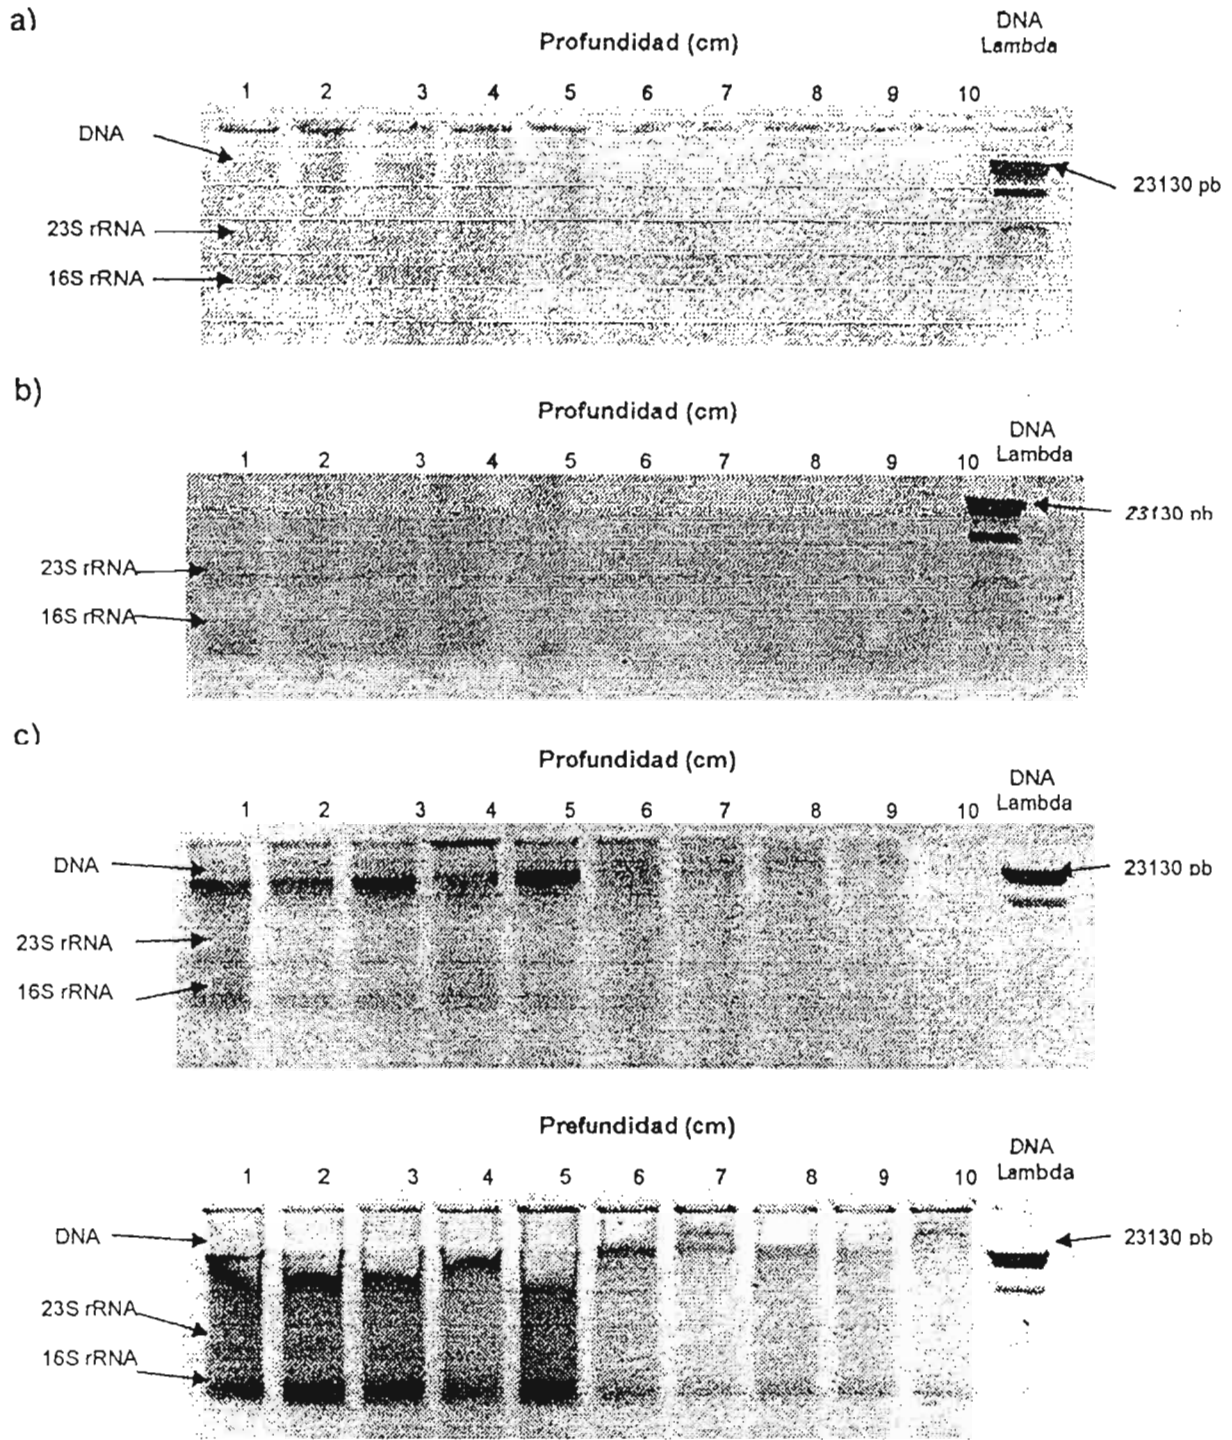 a)
DNA
Lambda
Profundidad (cm)
1 2 3 4 5 6 7 8 9 10
DNA
23130 pb
23S rRNA
16S rRNA
b)
Profundidad (cm)
DNA
Lambda
1 2 3 4 5 6 7 8 9 10
23130 pb
23S rRNA
16S rRNA
c)
Profundidad (cm)
DNA
Lambda
1 2 3 4 5 6 7 8 9 10
DNA
23130 pb
23S rRNA
16S rRNA
Prefundidad (cm)
DNA
Lambda
1 2 3 4 5 6 7 8 9 10
DNA
23130 pb
23S rRNA
16S rRNA